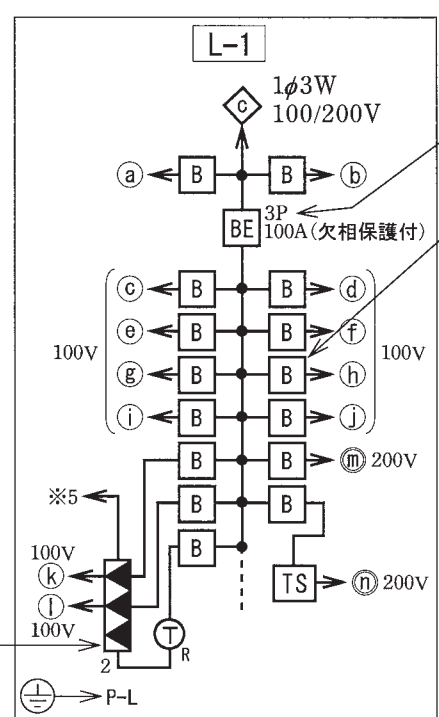 L-1
1φ3W
100/200V
c
a B B b
BE 3P
100A(欠相保護付)
c B B d
e B B f
100V 100V
g B B h
i B B j
B B m 200V
※5 B B
100V B
k TS n 200V
l T R
100V
2
P-L